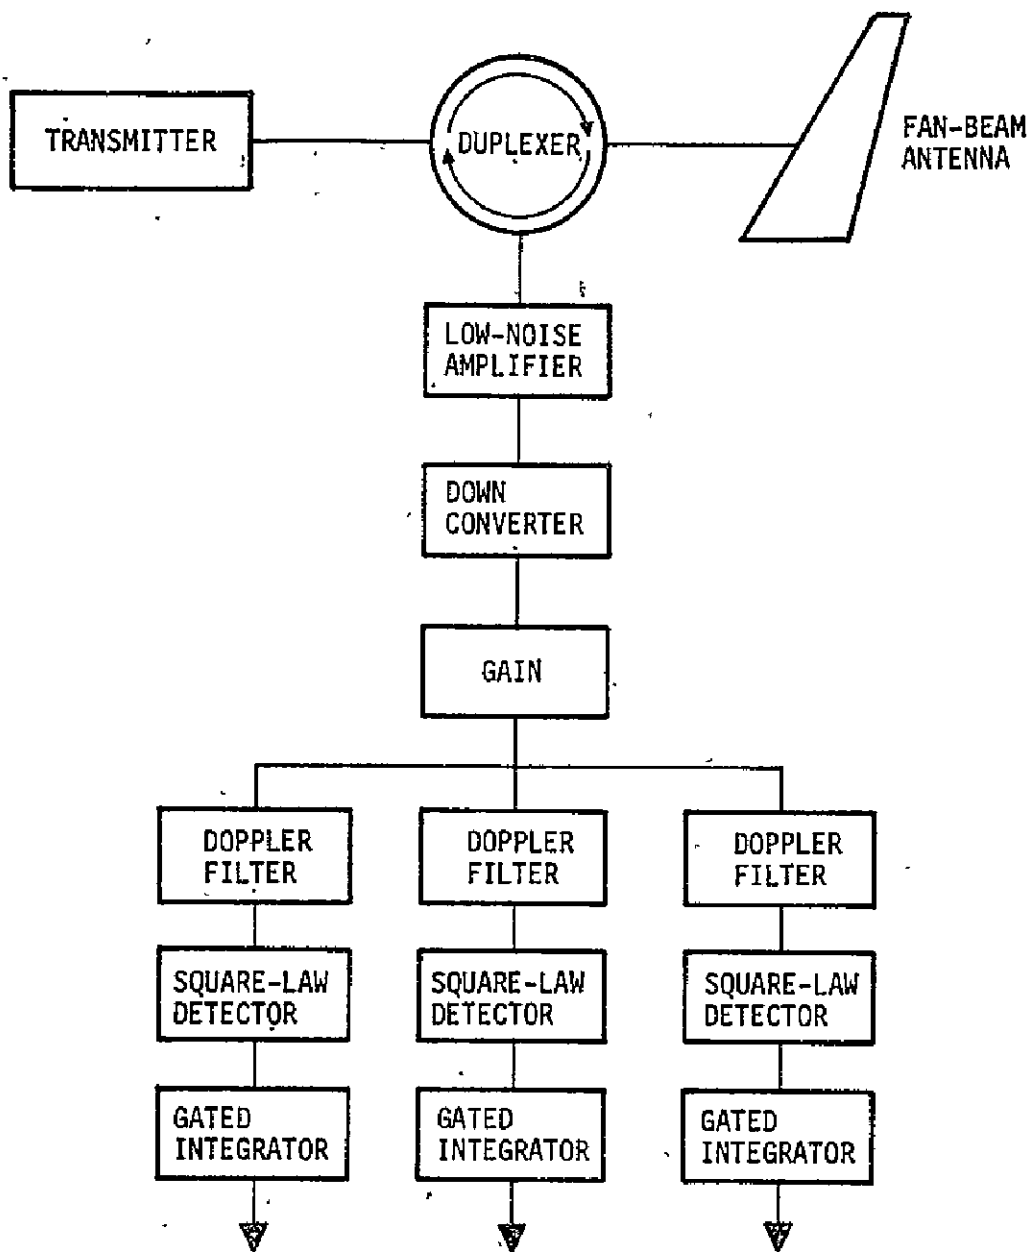 TRANSMITTER
DUPLEXER
FAN-BEAM
ANTENNA
LOW-NOISE
AMPLIFIER
DOWN
CONVERTER
GAIN
DOPPLER
FILTER
DOPPLER
FILTER
DOPPLER
FILTER
SQUARE-LAW
DETECTOR
SQUARE-LAW
DETECTOR
SQUARE-LAW
DETECTOR
GATED
INTEGRATOR
GATED
INTEGRATOR
GATED
INTEGRATOR